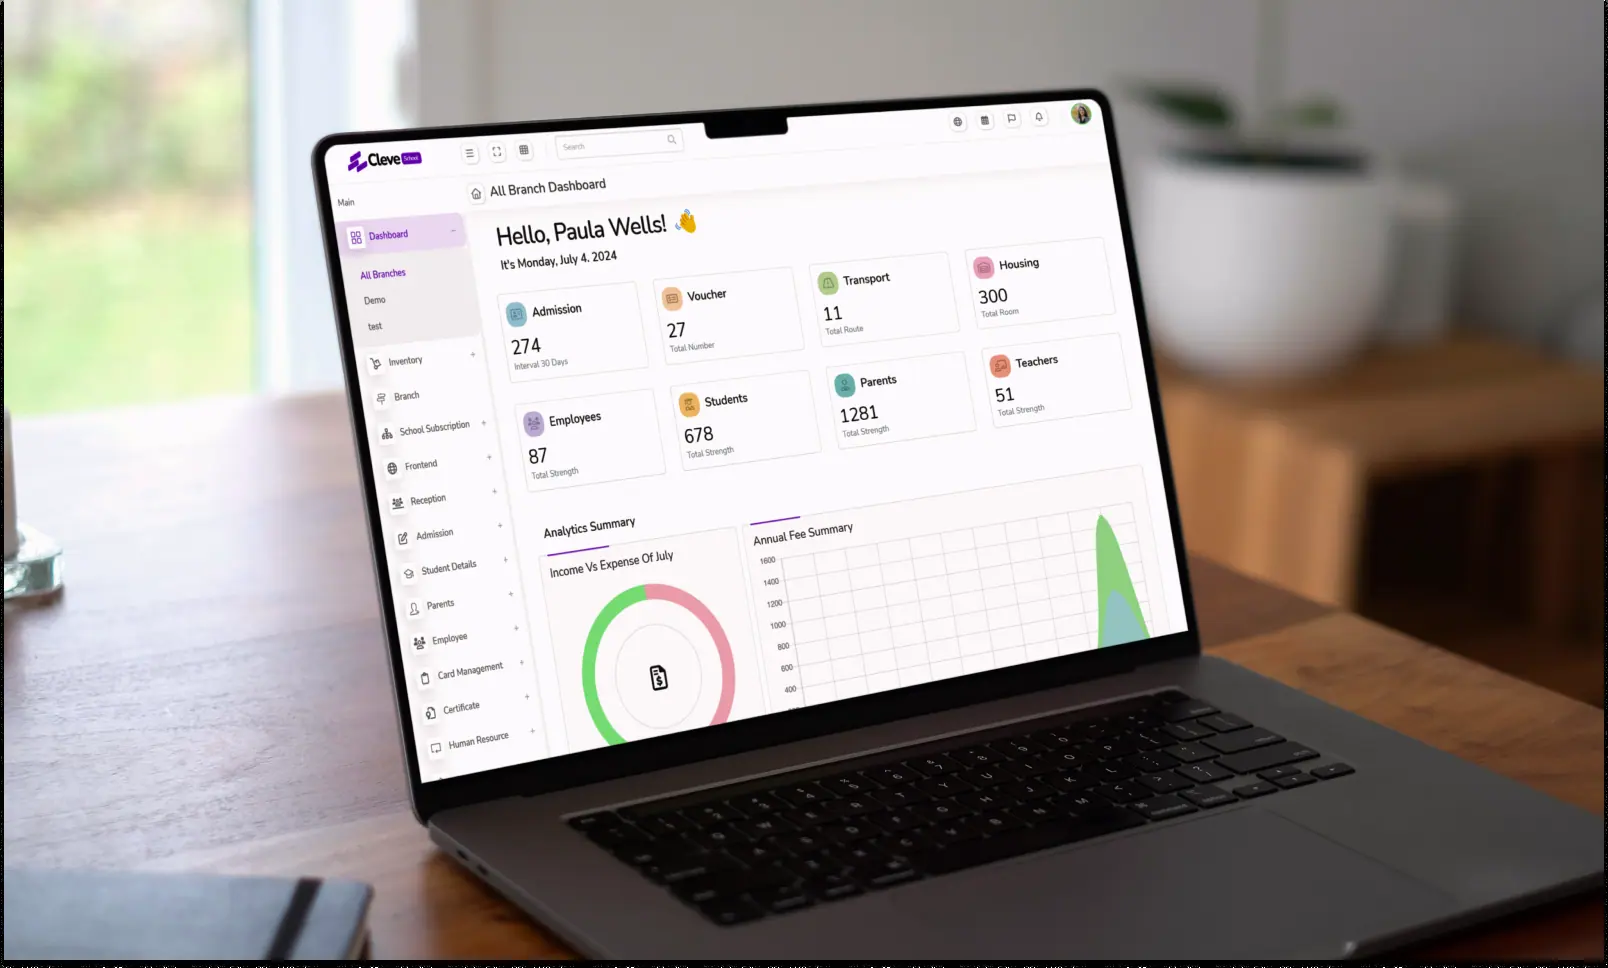 Cleve School
Search
Main
All Branch Dashboard
Dashboard
All Branches
Demo
test
Inventory
Branch
School Subscription
Frontend
Reception
Admission
Student Details
Parents
Employee
Card Management
Certificate
Human Resource
Hello, Paula Wells! 👋
It's Monday, July 4, 2024
Admission
274
Interval 30 Days
Voucher
27
Total Number
Transport
11
Total Route
Housing
300
Total Room
Employees
87
Total Strength
Students
678
Total Strength
Parents
1281
Total Strength
Teachers
51
Total Strength
Analytics Summary
Income Vs Expense Of July
Annual Fee Summary
1600
1400
1200
1000
800
600
400